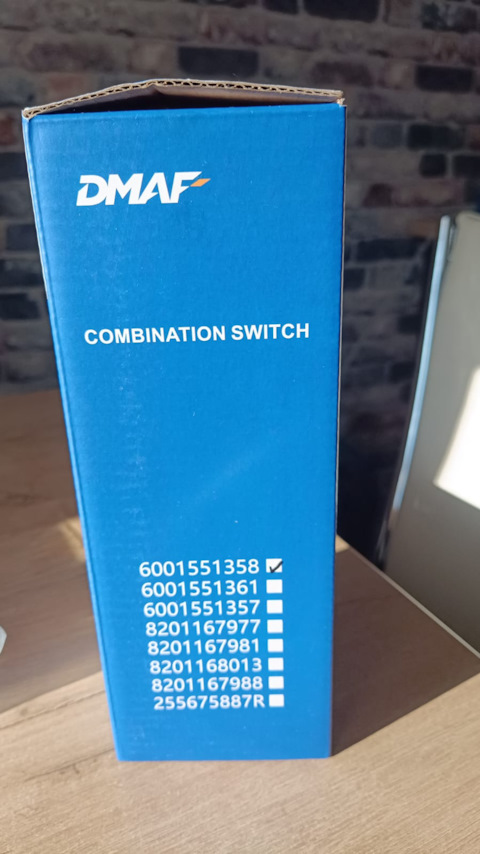 DMAF
COMBINATION SWITCH
6001551358 ☑
6001551361 ☐
6001551357 ☐
8201167977 ☐
8201167981 ☐
8201168013 ☐
8201167988 ☐
255675887R ☐